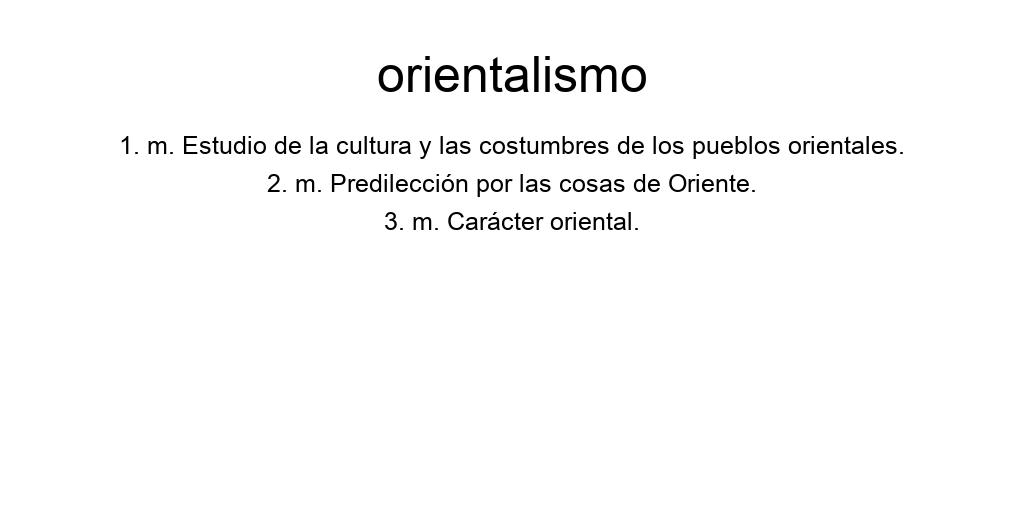 orientalismo
1. m. Estudio de la cultura y las costumbres de los pueblos orientales.
2. m. Predilección por las cosas de Oriente.
3. m. Carácter oriental.